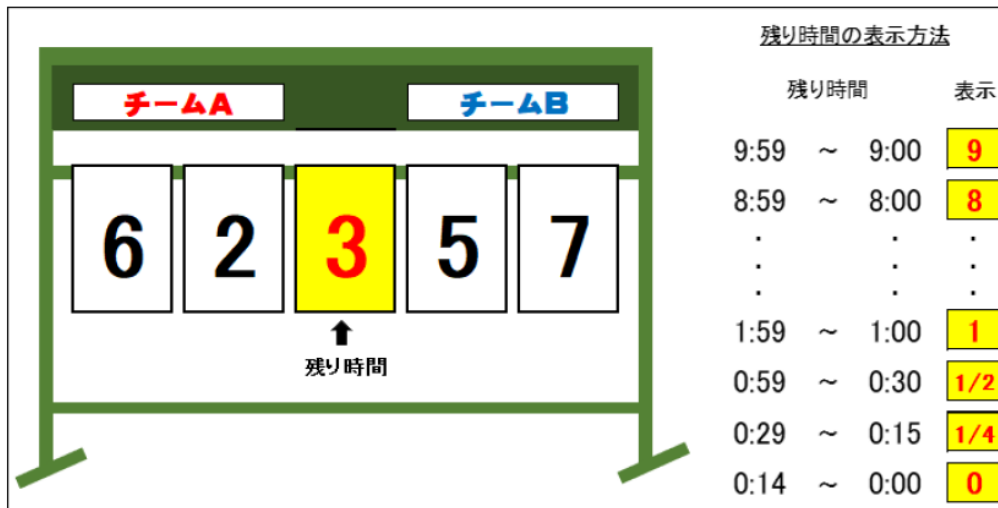 チームA
チームB
6 2 3 5 7
残り時間
残り時間の表示方法
残り時間 表示
9:59 ～ 9:00 9
8:59 ～ 8:00 8
・ ・ ・
・ ・ ・
・ ・ ・
1:59 ～ 1:00 1
0:59 ～ 0:30 1/2
0:29 ～ 0:15 1/4
0:14 ～ 0:00 0